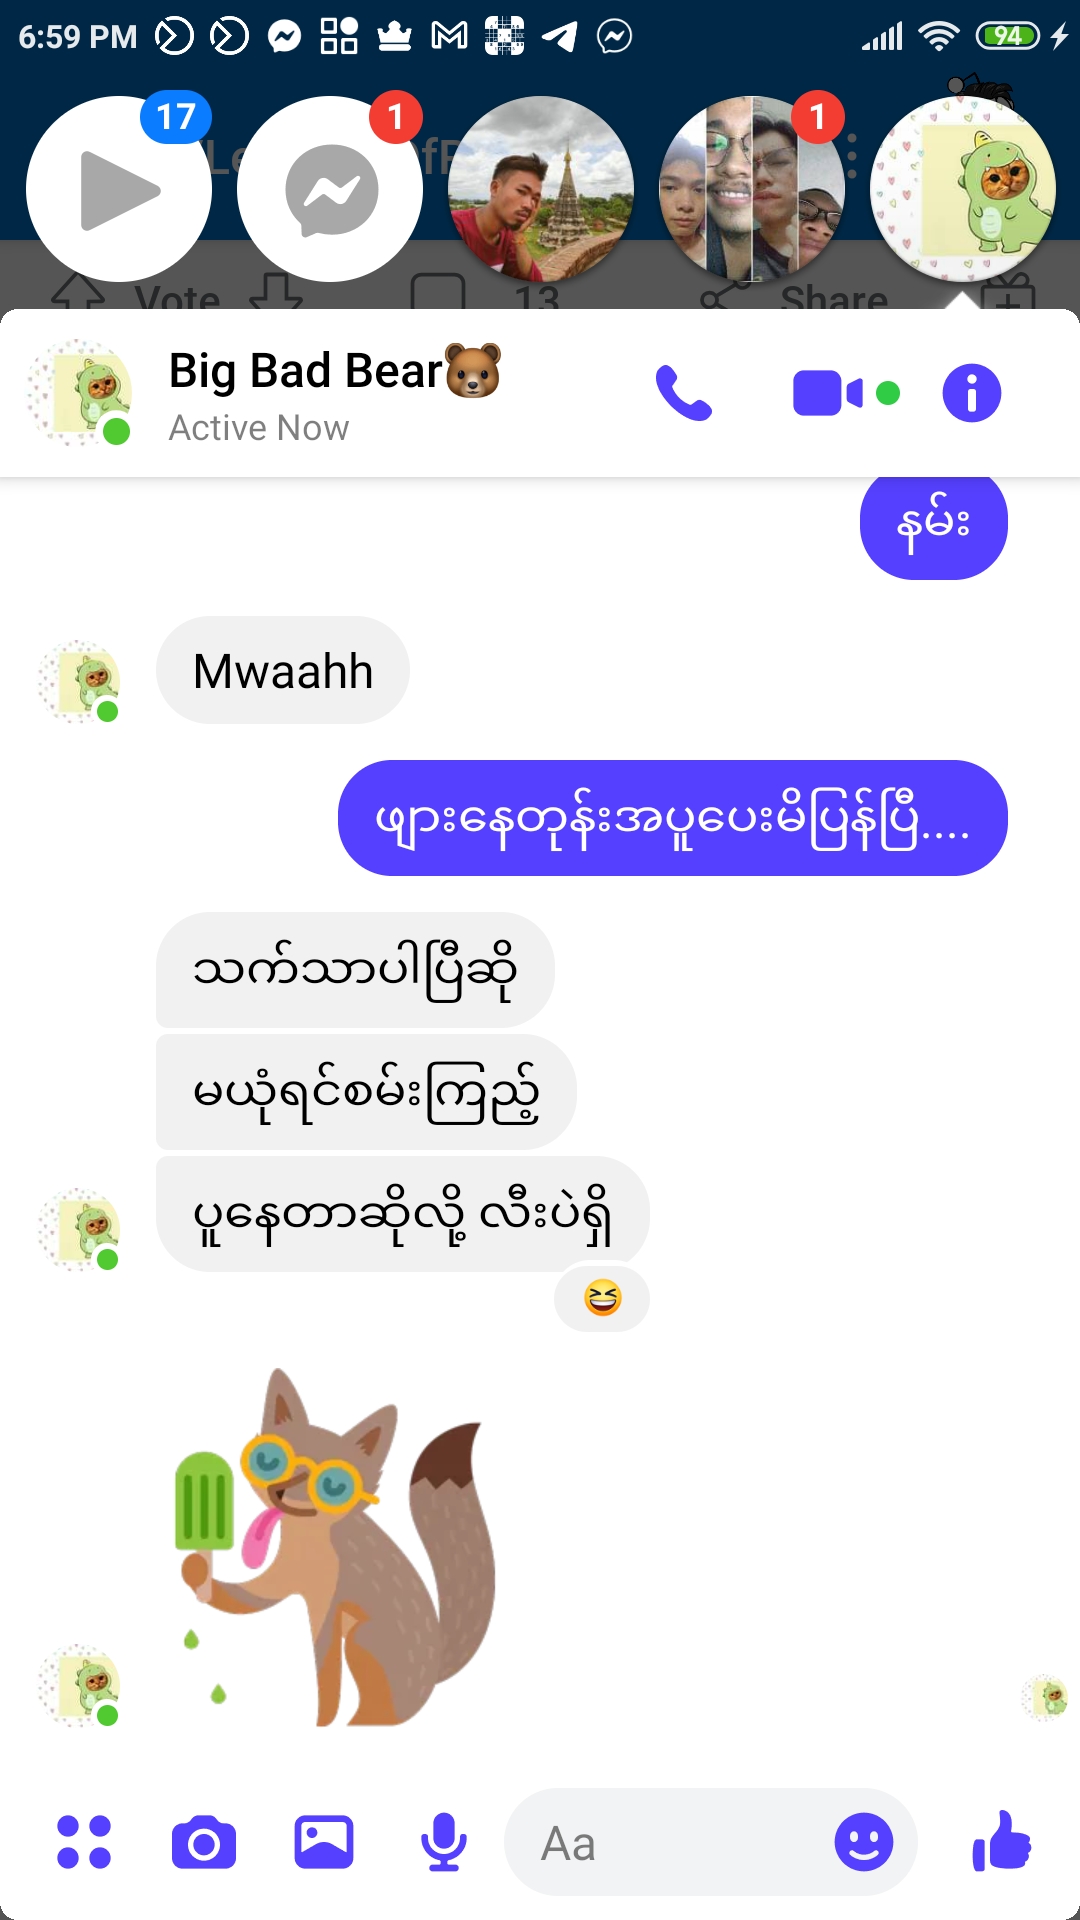 6:59 PM
94
17
1
1
Vote
13
Share
Big Bad Bear
Active Now
နမ်း
Mwaahh
ဖျားနေတုန်းအပူပေးမိပြန်ပြီ....
သက်သာပါပြီဆို
မယုံရင်စမ်းကြည့်
ပူနေတာဆိုလို့ လီးပဲရှိ
Aa